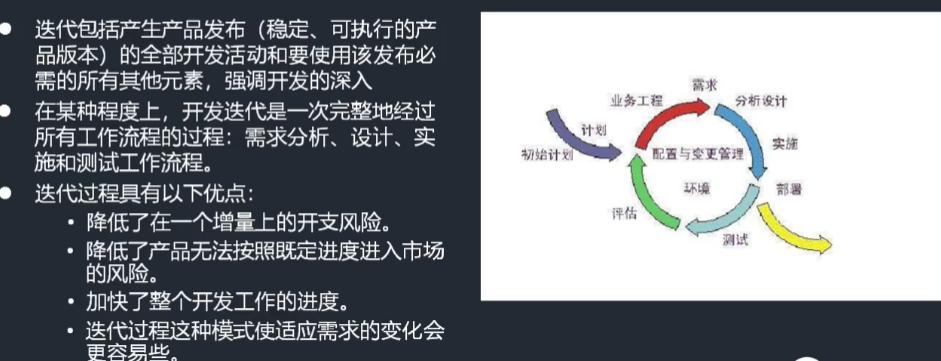 ● 迭代包括产生产品发布（稳定、可执行的产
品版本）的全部开发活动和要使用该发布必
需的所有其他元素，强调开发的深入
● 在某种程度上，开发迭代是一次完整地经过
所有工作流程的过程：需求分析、设计、实
施和测试工作流程。
● 迭代过程具有以下优点：
• 降低了在一个增量上的开支风险。
• 降低了产品无法按照既定进度进入市场
的风险。
• 加快了整个开发工作的进度。
• 迭代过程这种模式使适应需求的变化会
更容易些。
需求
业务工程
分析设计
计划
实施
初始计划
配置与变更管理
环境
部署
评估
测试